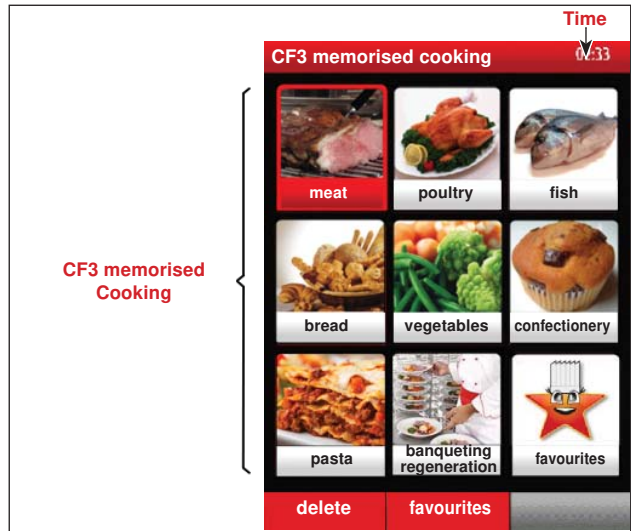 Time
CF3 memorised cooking
meat
poultry
fish
CF3 memorised
Cooking
bread
vegetables
confectionery
pasta
banqueting
regeneration
favourites
delete
favourites